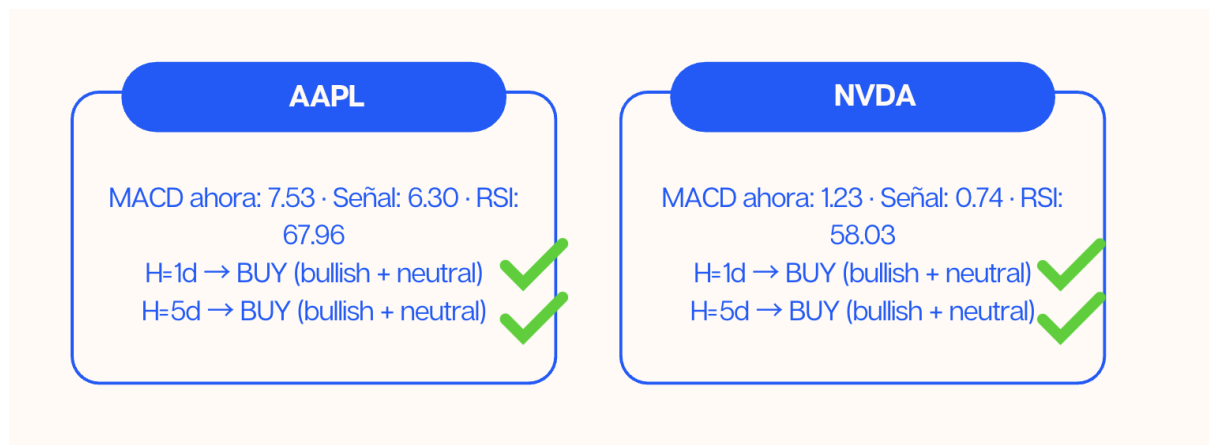 AAPL
MACD ahora: 7.53 · Señal: 6.30 · RSI:
67.96
H=1d → BUY (bullish + neutral)
H=5d → BUY (bullish + neutral)
NVDA
MACD ahora: 1.23 · Señal: 0.74 · RSI:
58.03
H=1d → BUY (bullish + neutral)
H=5d → BUY (bullish + neutral)